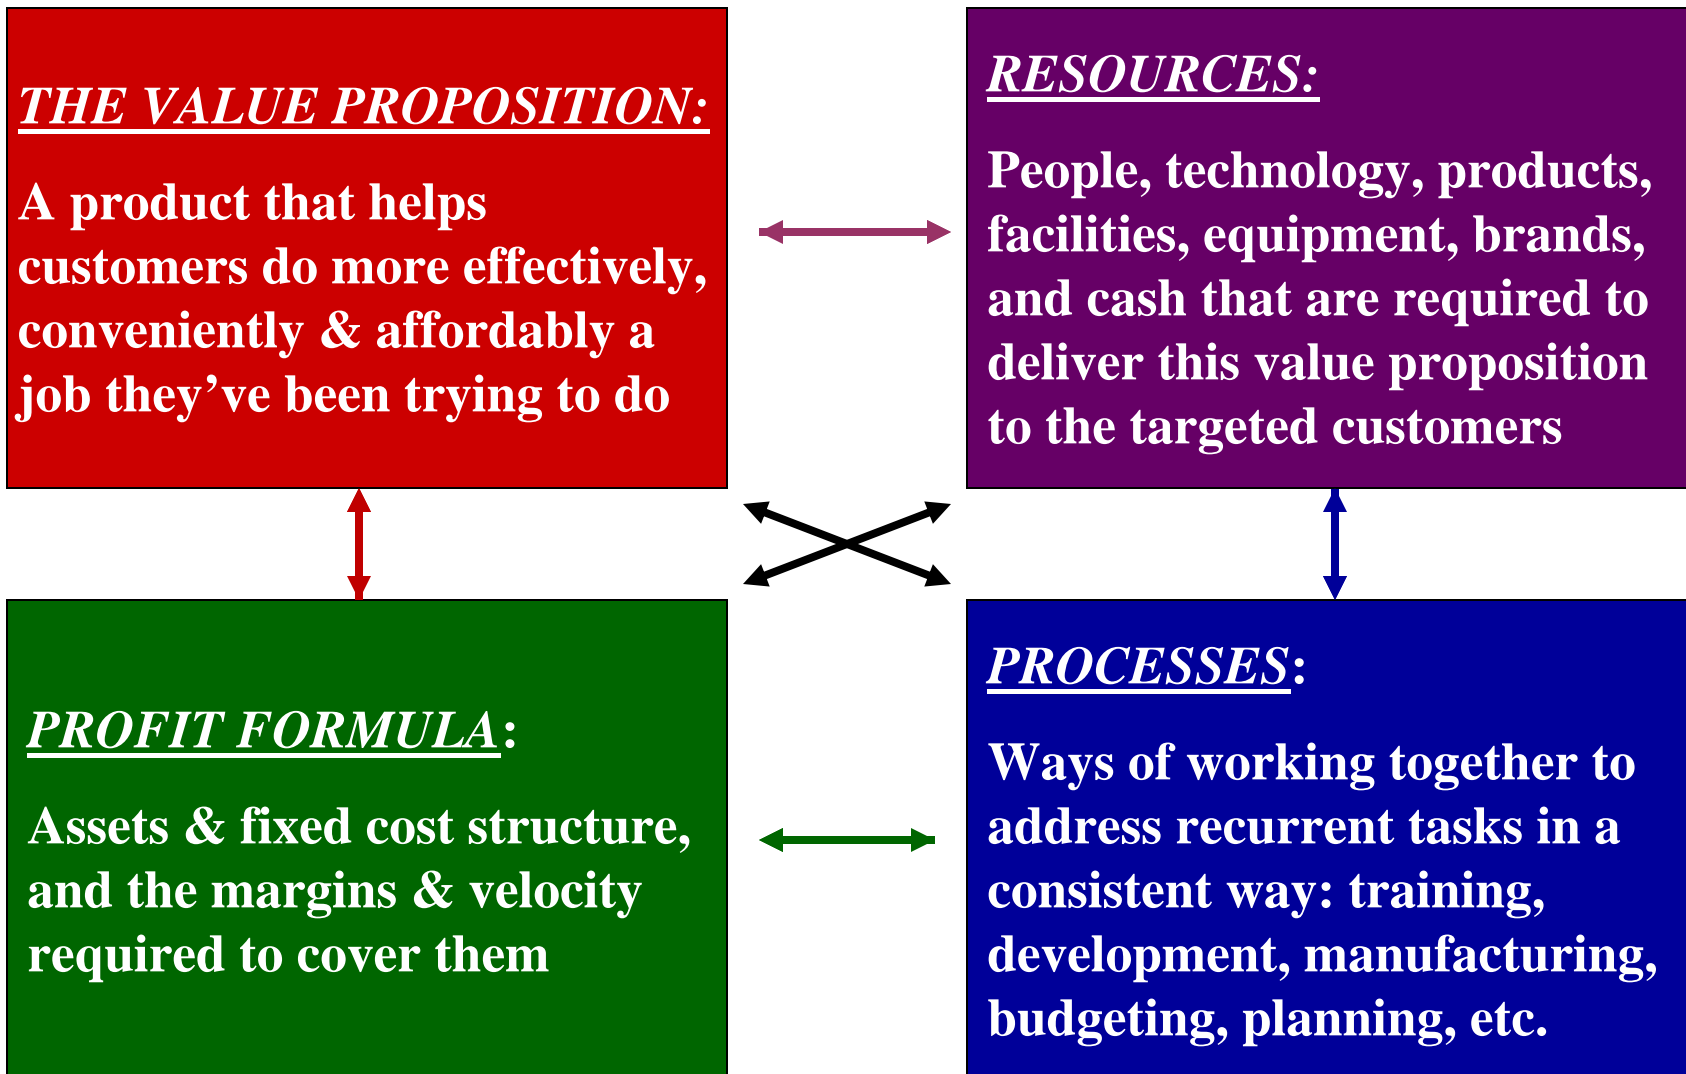 THE VALUE PROPOSITION:
A product that helps
customers do more effectively,
conveniently & affordably a
job they’ve been trying to do
RESOURCES:
People, technology, products,
facilities, equipment, brands,
and cash that are required to
deliver this value proposition
to the targeted customers
PROFIT FORMULA:
Assets & fixed cost structure,
and the margins & velocity
required to cover them
PROCESSES:
Ways of working together to
address recurrent tasks in a
consistent way: training,
development, manufacturing,
budgeting, planning, etc.